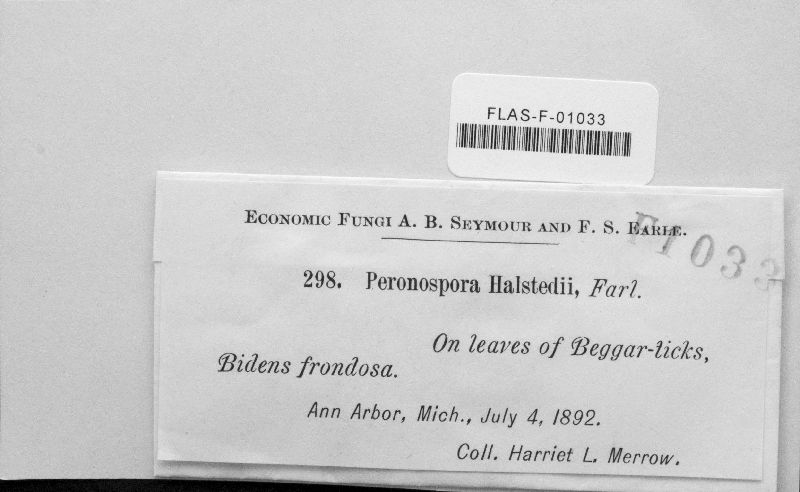 FLAS-F-01033
Economic Fungi A. B. Seymour and F. S. Earle.
F1033
298. Peronospora Halstedii, Farl.
On leaves of Beggar-ticks,
Bidens frondosa.
Ann Arbor, Mich., July 4, 1892.
Coll. Harriet L. Merrow.